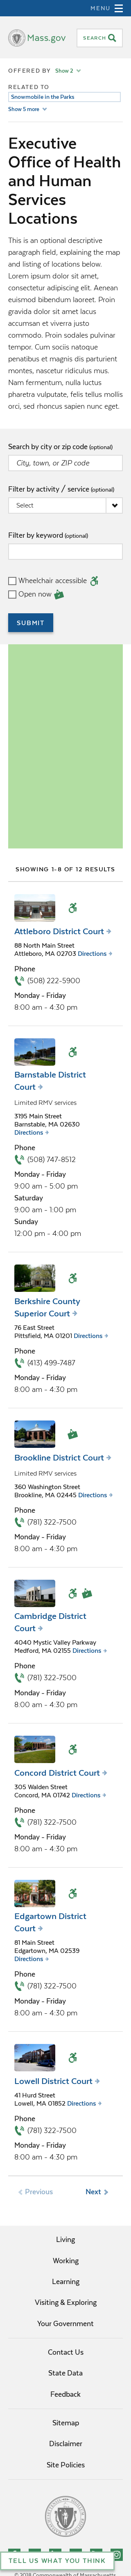 MENU
Mass.gov
SEARCH
OFFERED BY Show 2
RELATED TO
Snowmobile in the Parks
Show 5 more
Executive
Office of Health
and Human
Services
Locations
This is an optional descriptive
paragraph field explaining the map or
list of locations below. Lorem ipsum
dolor sit amet, consectetur adipisicing
elit. Aenean euismod bibendum
laoreet. Proin gravida dolor sit amet
lacus accumsan et viverra justo
commodo. Proin sodales pulvinar
tempor. Cum sociis natoque
penatibus et magnis dis parturient
montes, nascetur ridiculus mus.
Nam fermentum, nulla luctus
pharetra vulputate, felis tellus mollis
orci, sed rhoncus sapien nunc eget.
Search by city or zip code (optional)
City, town, or ZIP code
Filter by activity / service (optional)
Select
Filter by keyword (optional)
Wheelchair accessible
Open now
SUBMIT
SHOWING 1-8 OF 12 RESULTS
Attleboro District Court
88 North Main Street
Attleboro, MA 02703 Directions
Phone
(508) 222-5900
Monday - Friday
8:00 am - 4:30 pm
Barnstable District
Court
Limited RMV services
3195 Main Street
Barnstable, MA 02630
Directions
Phone
(508) 747-8512
Monday - Friday
9:00 am - 5:00 pm
Saturday
9:00 am - 1:00 pm
Sunday
12:00 pm - 4:00 pm
Berkshire County
Superior Court
76 East Street
Pittsfield, MA 01201 Directions
Phone
(413) 499-7487
Monday - Friday
8:00 am - 4:30 pm
Brookline District Court
Limited RMV services
360 Washington Street
Brookline, MA 02445 Directions
Phone
(781) 322-7500
Monday - Friday
8:00 am - 4:30 pm
Cambridge District
Court
4040 Mystic Valley Parkway
Medford, MA 02155 Directions
Phone
(781) 322-7500
Monday - Friday
8:00 am - 4:30 pm
Concord District Court
305 Walden Street
Concord, MA 01742 Directions
Phone
(781) 322-7500
Monday - Friday
8:00 am - 4:30 pm
Edgartown District
Court
81 Main Street
Edgartown, MA 02539
Directions
Phone
(781) 322-7500
Monday - Friday
8:00 am - 4:30 pm
Lowell District Court
41 Hurd Street
Lowell, MA 01852 Directions
Phone
(781) 322-7500
Monday - Friday
8:00 am - 4:30 pm
Previous Next
Living
Working
Learning
Visiting & Exploring
Your Government
Contact Us
State Data
Feedback
Sitemap
Disclaimer
Site Policies
TELL US WHAT YOU THINK
© 2018 Commonwealth of Massachusetts